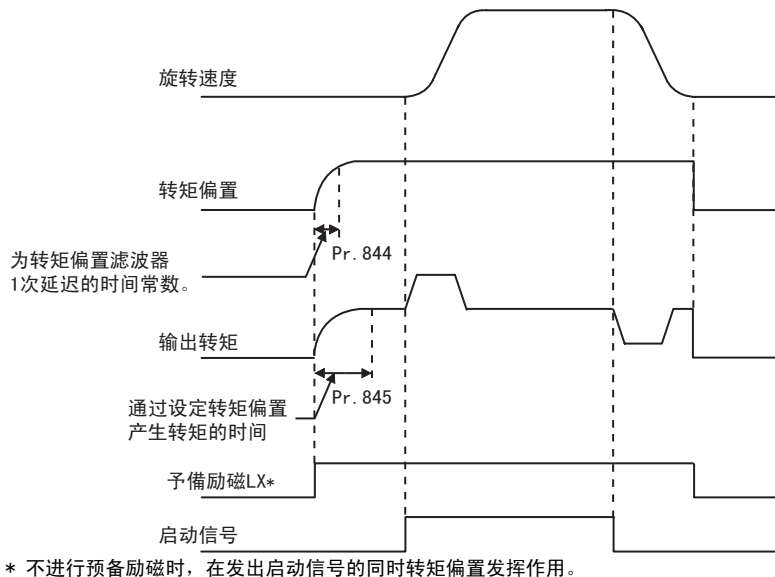 旋转速度
转矩偏置
Pr.844
为转矩偏置滤波器
1次延迟的时间常数。
输出转矩
Pr.845
通过设定转矩偏置
产生转矩的时间
予備励磁LX*
启动信号
* 不进行预备励磁时，在发出启动信号的同时转矩偏置发挥作用。